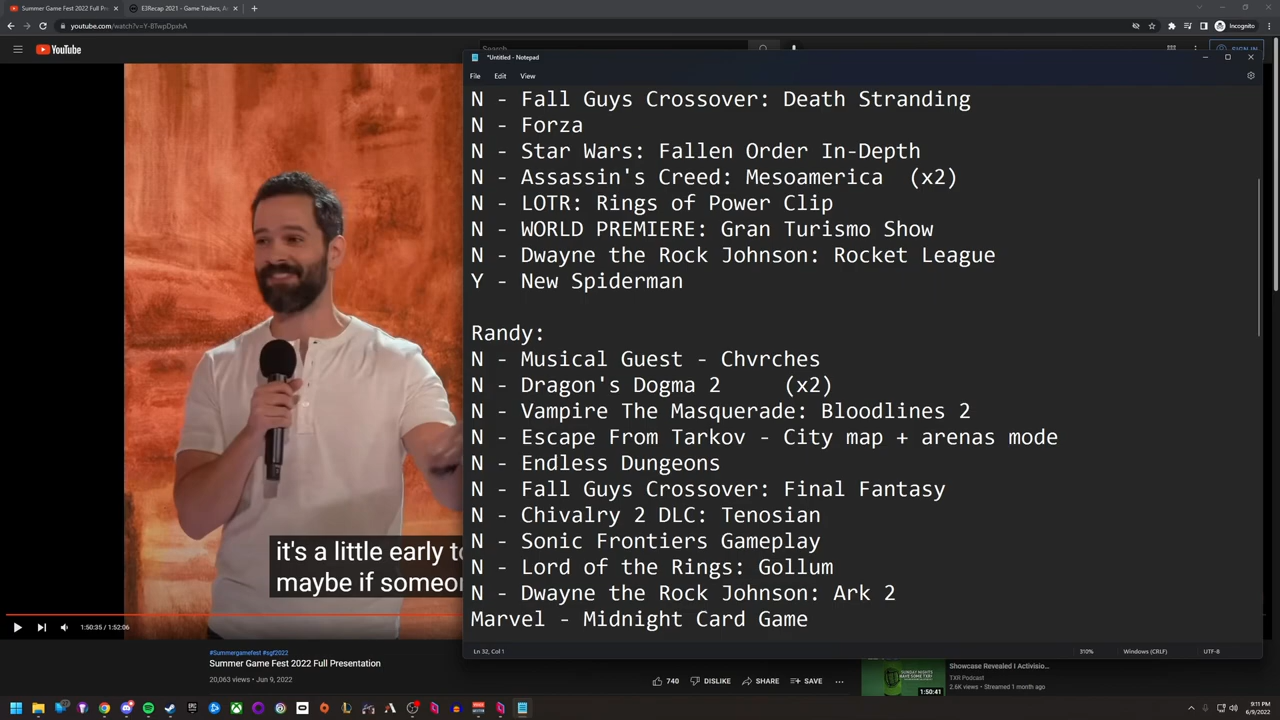 Summer Game Fest 2022 Full Pres
E3Recap 2021 - Game Trailers, A
youtube.com/watch?v=Y-BTwpDpxhA
Incognito
YouTube
Search
SIGN IN
*Untitled - Notepad
File Edit View
N - Fall Guys Crossover: Death Stranding
N - Forza
N - Star Wars: Fallen Order In-Depth
N - Assassin's Creed: Mesoamerica (x2)
N - LOTR: Rings of Power Clip
N - WORLD PREMIERE: Gran Turismo Show
N - Dwayne the Rock Johnson: Rocket League
Y - New Spiderman
Randy:
N - Musical Guest - Chvrches
N - Dragon's Dogma 2 (x2)
N - Vampire The Masquerade: Bloodlines 2
N - Escape From Tarkov - City map + arenas mode
N - Endless Dungeons
N - Fall Guys Crossover: Final Fantasy
N - Chivalry 2 DLC: Tenosian
N - Sonic Frontiers Gameplay
N - Lord of the Rings: Gollum
N - Dwayne the Rock Johnson: Ark 2
Marvel - Midnight Card Game
Ln 32, Col 1
310%
Windows (CRLF)
UTF-8
it's a little early to
maybe if someon
1:50:35 / 1:52:06
#Summergamefest #sgf2022
Summer Game Fest 2022 Full Presentation
20,063 views • Jun 9, 2022
740
DISLIKE
SHARE
SAVE
Showcase Revealed I Activisio...
TXR Podcast
2.6K views • Streamed 1 month ago
1:50:41
9:11 PM
6/9/2022